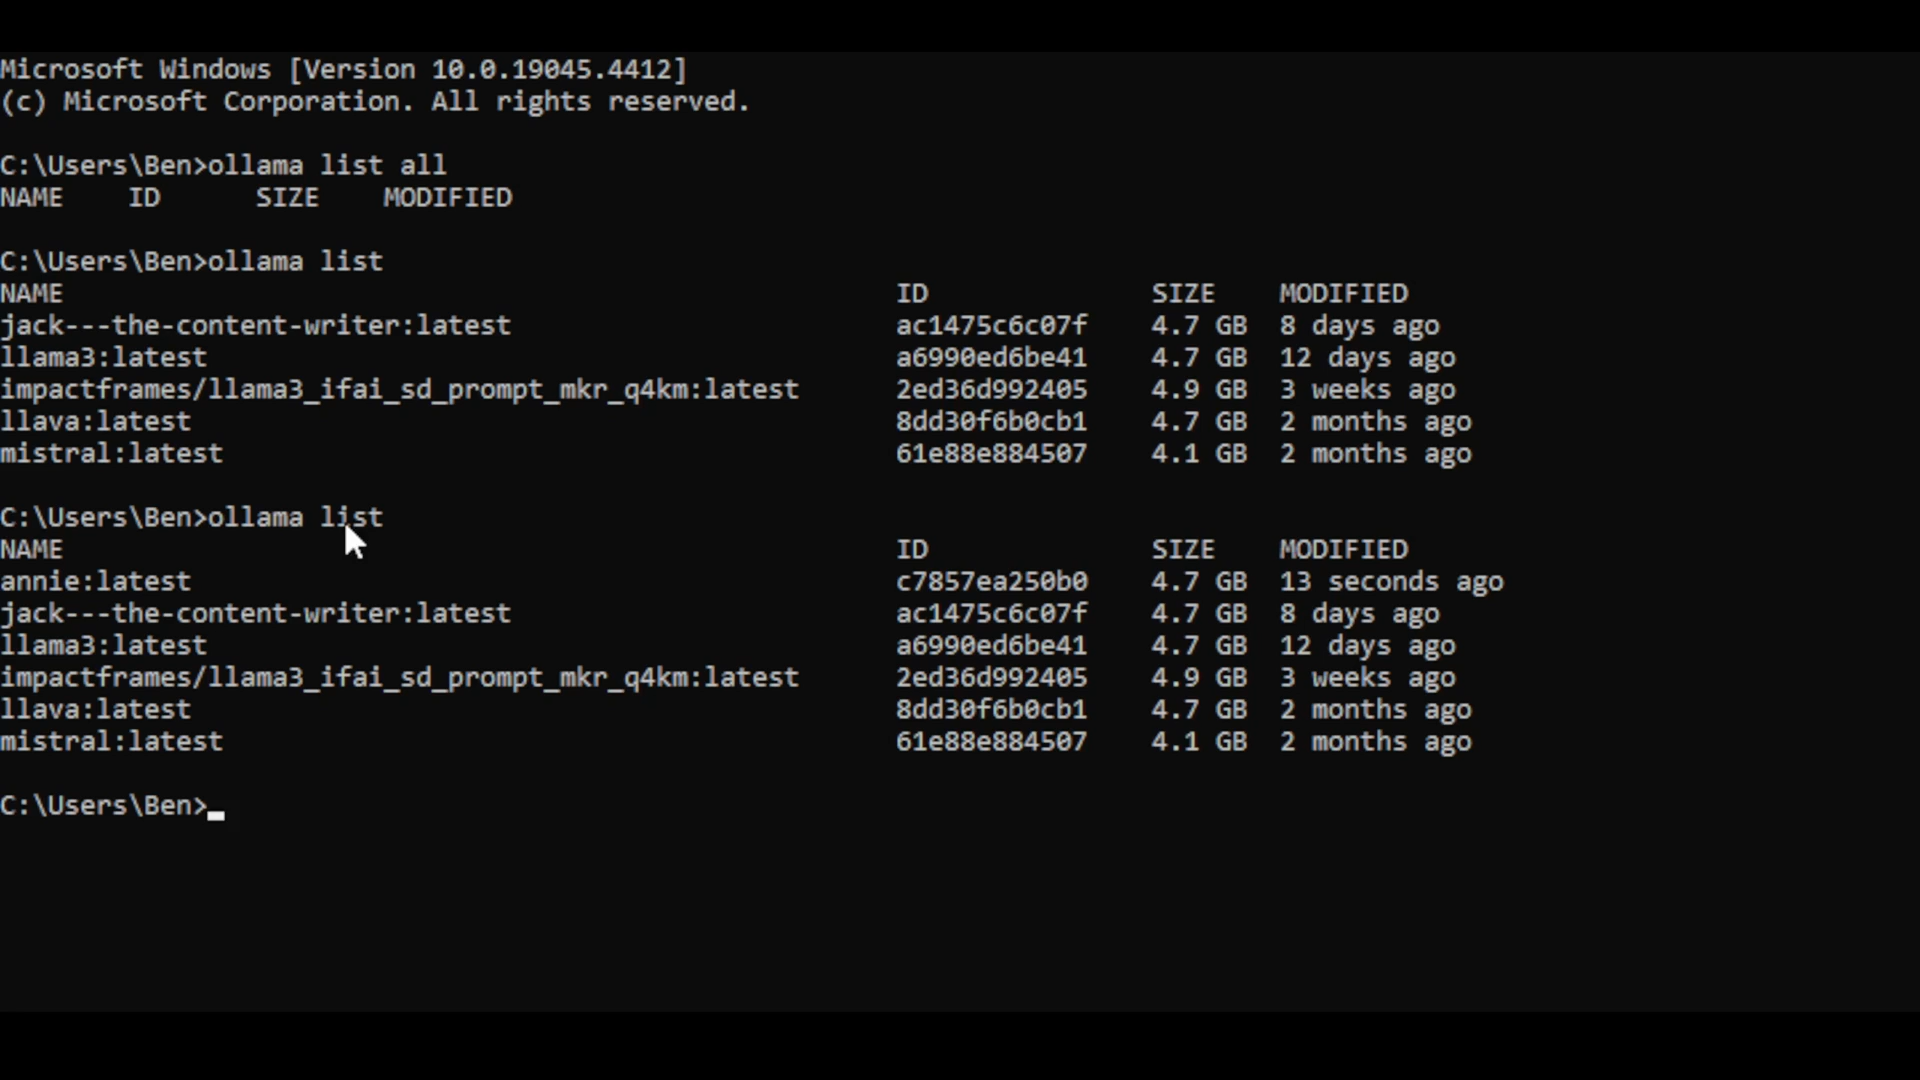 Microsoft Windows [Version 10.0.19045.4412]
(c) Microsoft Corporation. All rights reserved.
C:\Users\Ben>ollama list all
NAME    ID      SIZE    MODIFIED
C:\Users\Ben>ollama list
NAME                                                    ID              SIZE    MODIFIED
jack---the-content-writer:latest                        ac1475c6c07f    4.7 GB  8 days ago
llama3:latest                                           a6990ed6be41    4.7 GB  12 days ago
impactframes/llama3_ifai_sd_prompt_mkr_q4km:latest      2ed36d992405    4.9 GB  3 weeks ago
llava:latest                                            8dd30f6b0cb1    4.7 GB  2 months ago
mistral:latest                                          61e88e884507    4.1 GB  2 months ago
C:\Users\Ben>ollama list
NAME                                                    ID              SIZE    MODIFIED
annie:latest                                            c7857ea250b0    4.7 GB  13 seconds ago
jack---the-content-writer:latest                        ac1475c6c07f    4.7 GB  8 days ago
llama3:latest                                           a6990ed6be41    4.7 GB  12 days ago
impactframes/llama3_ifai_sd_prompt_mkr_q4km:latest      2ed36d992405    4.9 GB  3 weeks ago
llava:latest                                            8dd30f6b0cb1    4.7 GB  2 months ago
mistral:latest                                          61e88e884507    4.1 GB  2 months ago
C:\Users\Ben>